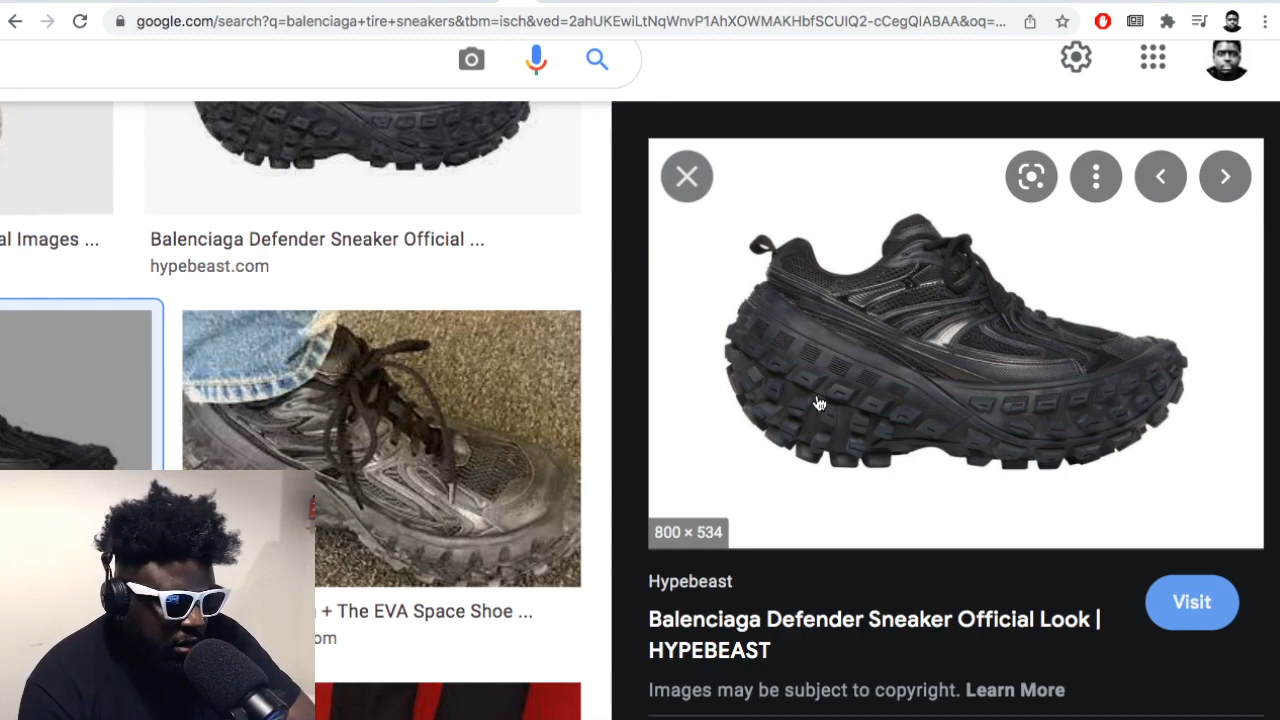 google.com/search?q=balenciaga+tire+sneakers&tbm=isch&ved=2ahUKEwiLtNqWnvP1AhXOWMAKHbfSCUIQ2-cCegQIABAA&oq=...
al Images ...
Balenciaga Defender Sneaker Official ...
hypebeast.com
800 × 534
+ The EVA Space Shoe ...
om
Hypebeast
Visit
Balenciaga Defender Sneaker Official Look |
HYPEBEAST
Images may be subject to copyright. Learn More